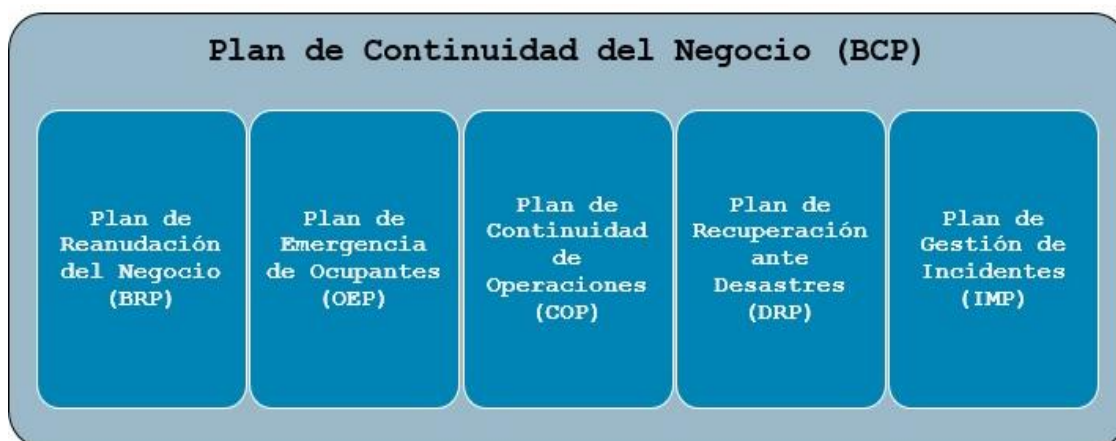 Plan de Continuidad del Negocio (BCP)
Plan de
Reanudación
del Negocio
(BRP)
Plan de
Emergencia
de Ocupantes
(OEP)
Plan de
Continuidad
de
Operaciones
(COP)
Plan de
Recuperación
ante
Desastres
(DRP)
Plan de
Gestión de
Incidentes
(IMP)